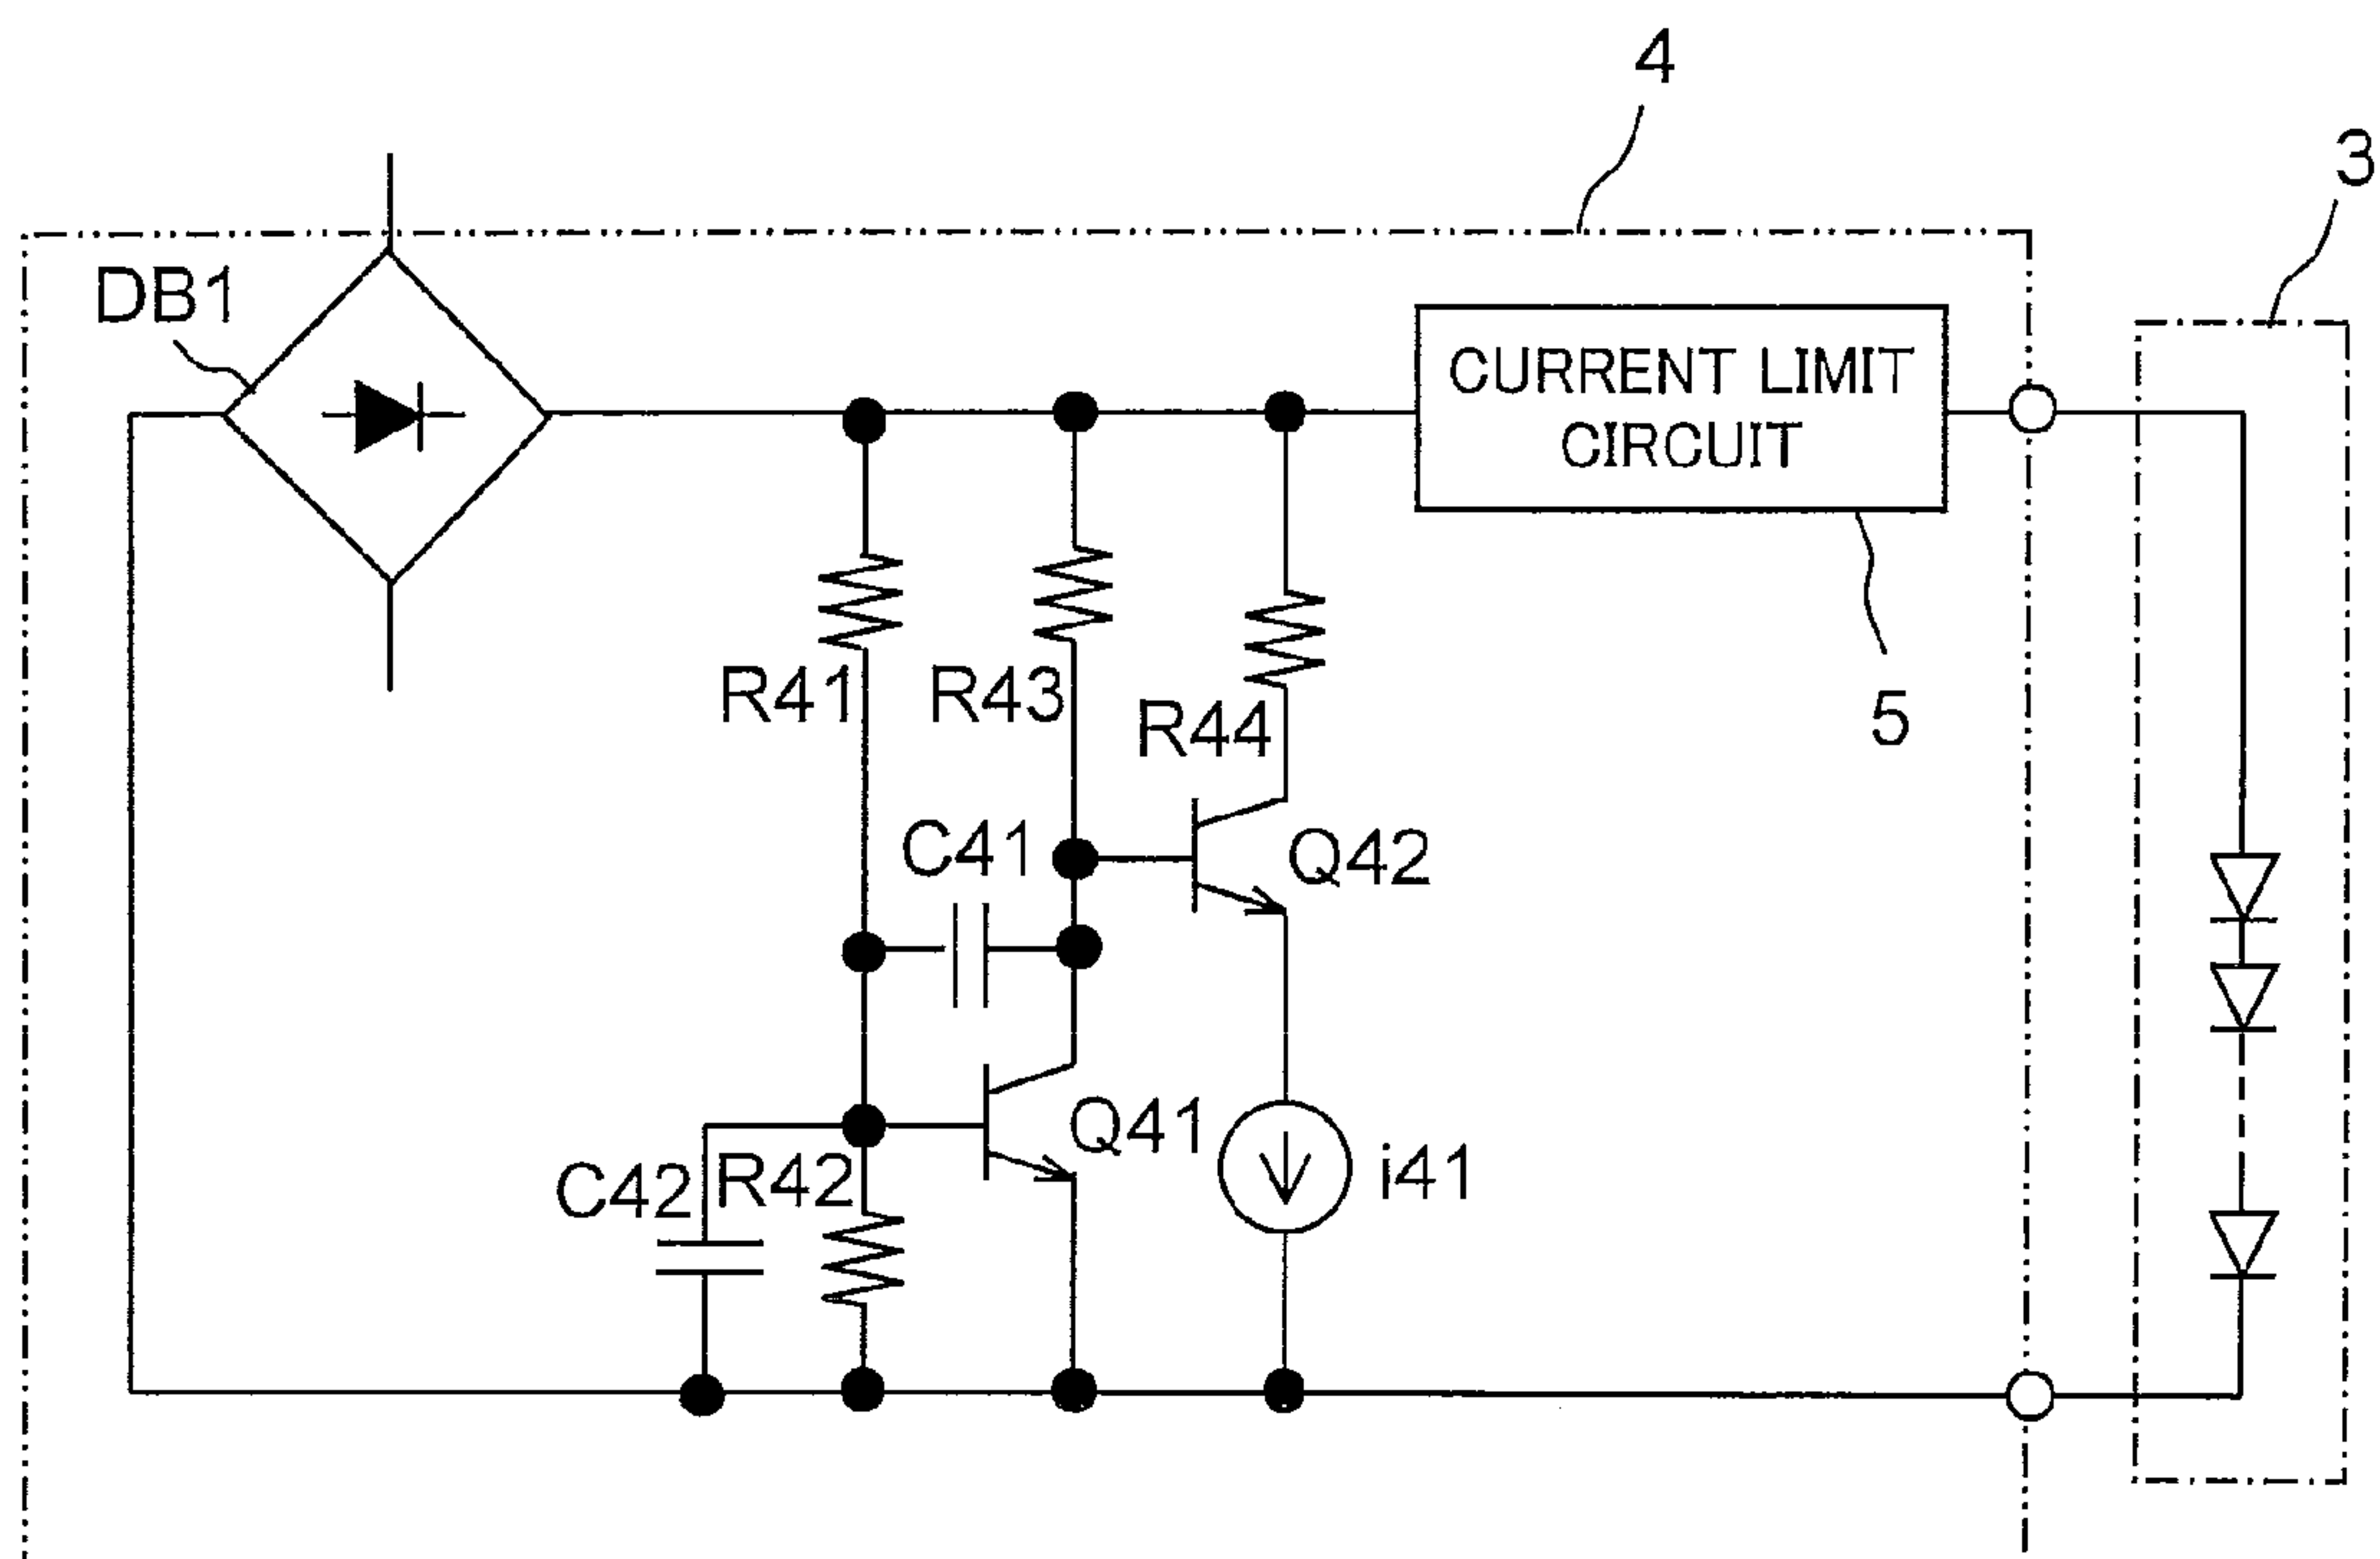 4
3
DB1
CURRENT LIMIT
CIRCUIT
R41
R43
R44
5
C41
Q42
C42
R42
Q41
i41